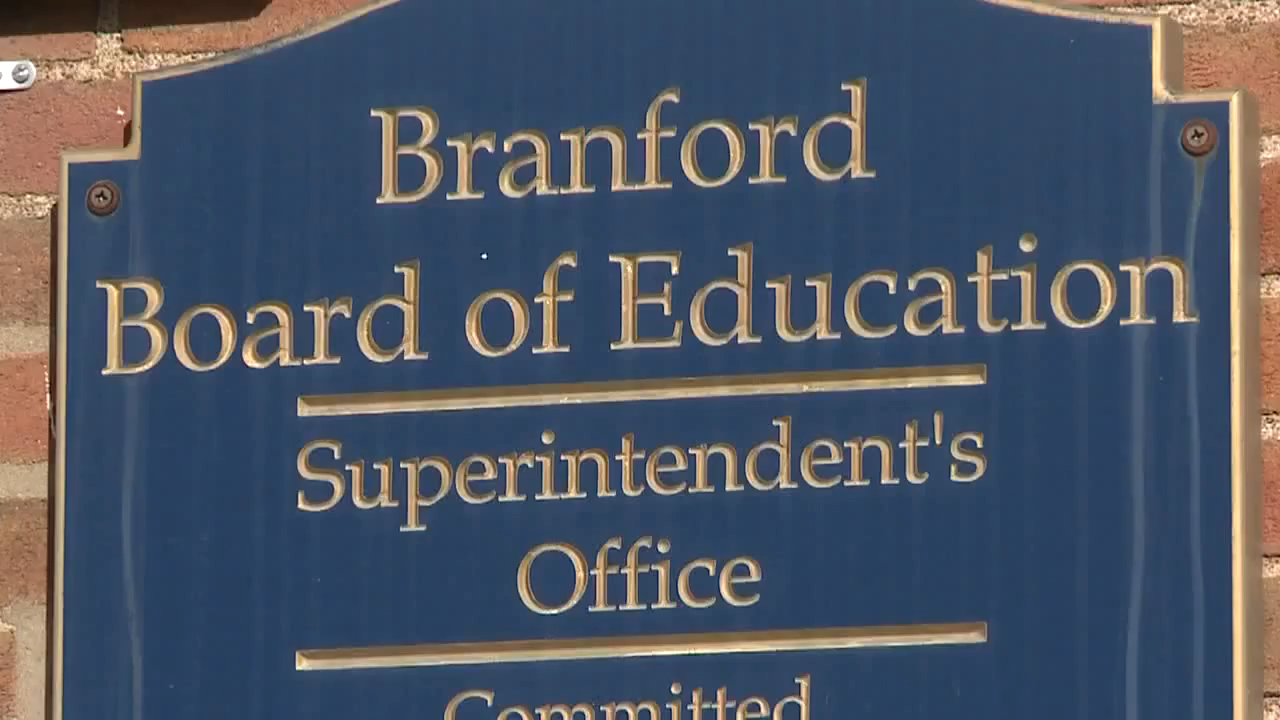 Branford
Board of Education
Superintendent's
Office
Committed